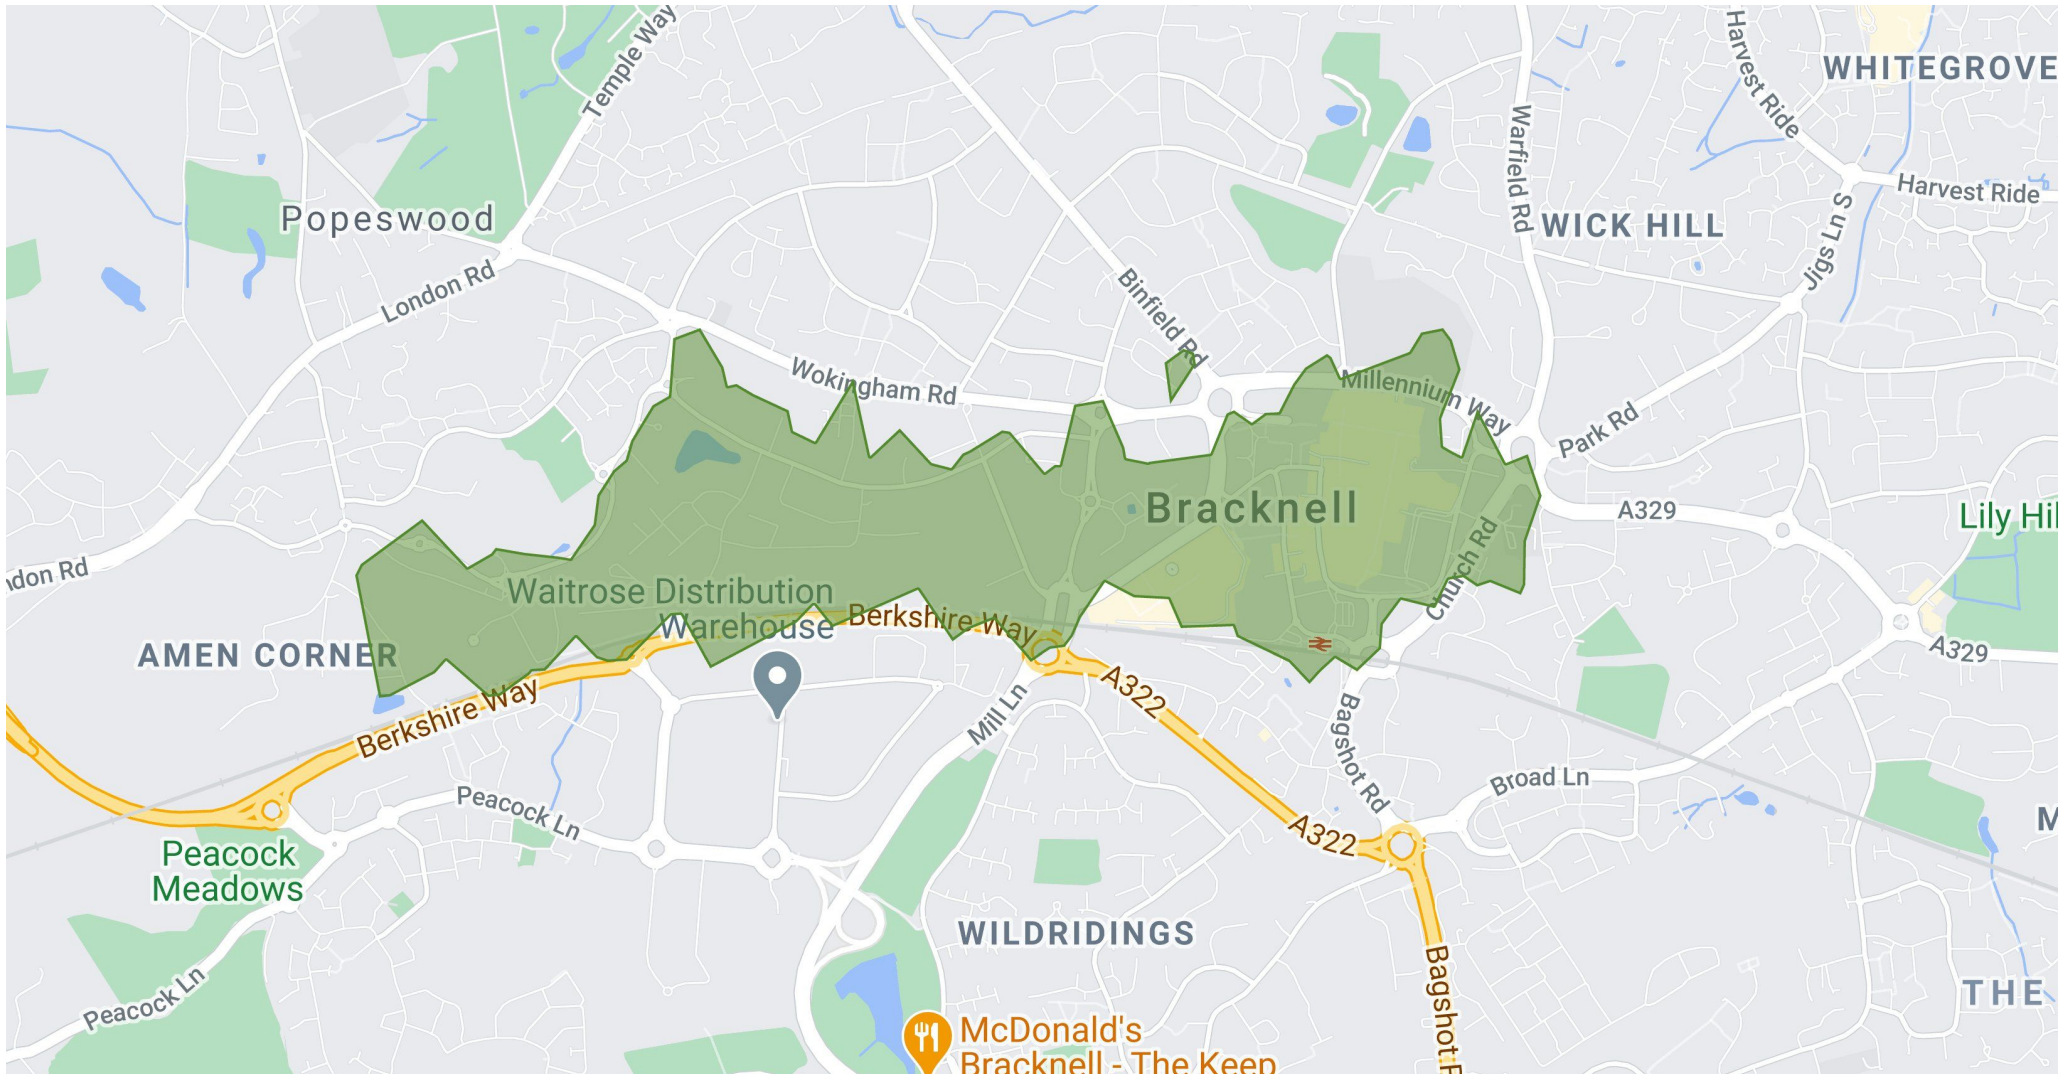 Temple Way
Harvest Ride
WHITEGROVE
Warfield Rd
Harvest Ride
Popeswood
WICK HILL
Jigs Ln S
London Rd
Binfield Rd
Wokingham Rd
Millennium Way
Park Rd
Bracknell
A329
Lily Hil
ndon Rd
Church Rd
Waitrose Distribution
Warehouse
Berkshire Way
A329
AMEN CORNER
Berkshire Way
A322
Mill Ln
Bagshot Rd
Broad Ln
Peacock Ln
A322
Peacock
Meadows
WILDRIDINGS
Peacock Ln
Bagshot R
THE
M
McDonald's
Bracknell - The Keep